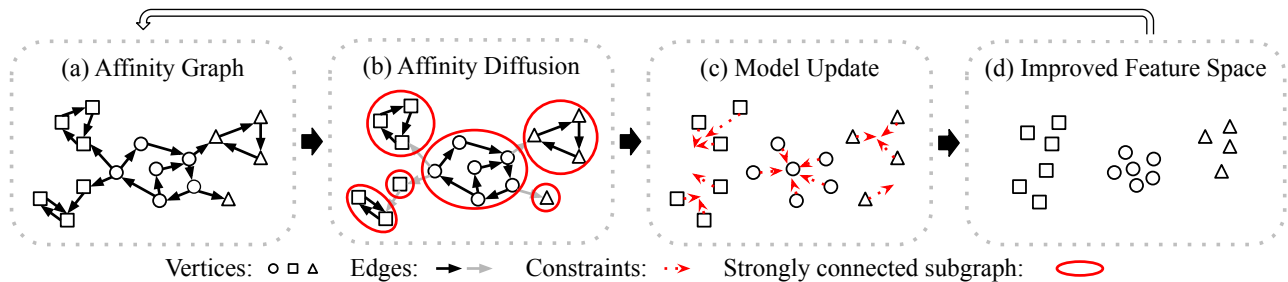 (a) Affinity Graph
(b) Affinity Diffusion
(c) Model Update
(d) Improved Feature Space
Vertices: Edges: Constraints: Strongly connected subgraph: